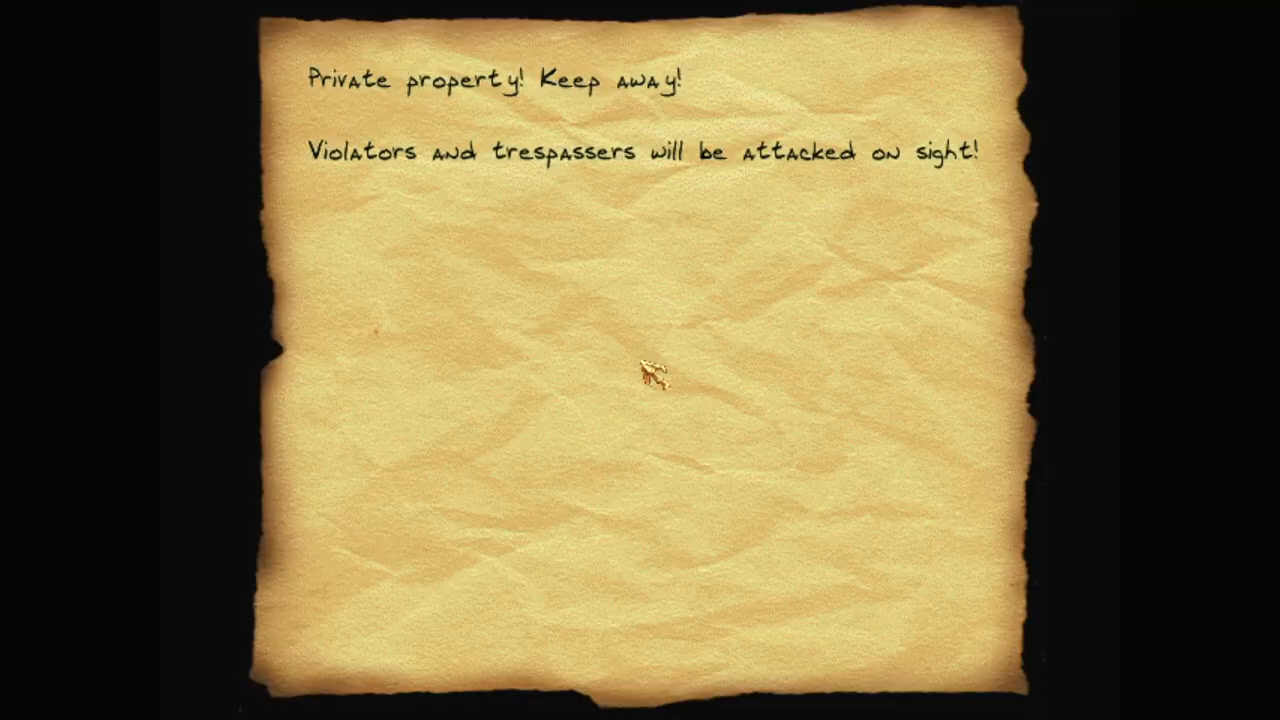 Private property! Keep away!
Violators and trespassers will be attacked on sight!